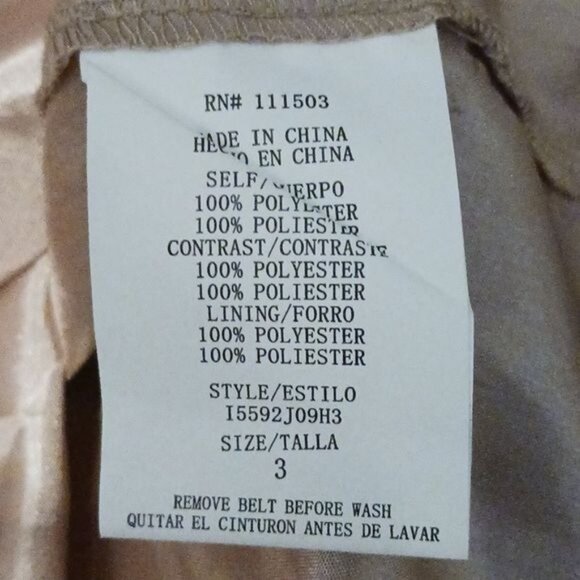 RN# 111503
MADE IN CHINA
HECHO EN CHINA
SELF/CUERPO
100% POLYESTER
100% POLIESTER
CONTRAST/CONTRASTE
100% POLYESTER
100% POLIESTER
LINING/FORRO
100% POLYESTER
100% POLIESTER
STYLE/ESTILO
I5592J09H3
SIZE/TALLA
3
REMOVE BELT BEFORE WASH
QUITAR EL CINTURON ANTES DE LAVAR